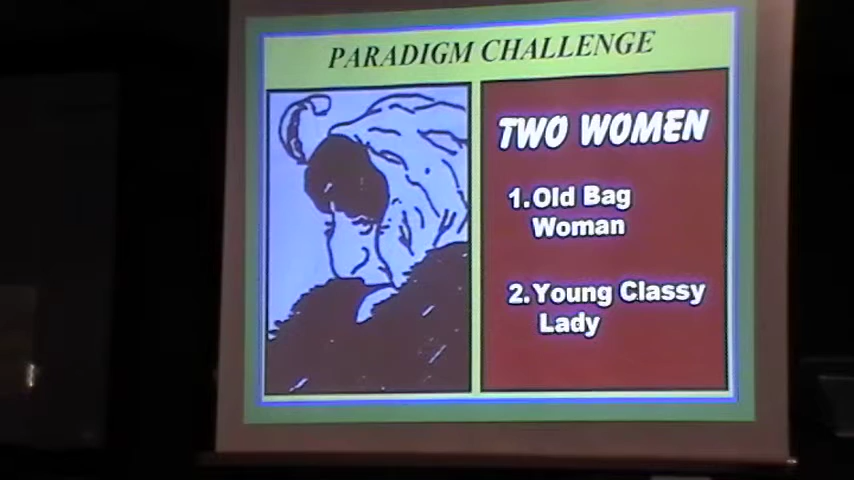 PARADIGM CHALLENGE
TWO WOMEN
1. Old Bag
Woman
2. Young Classy
Lady